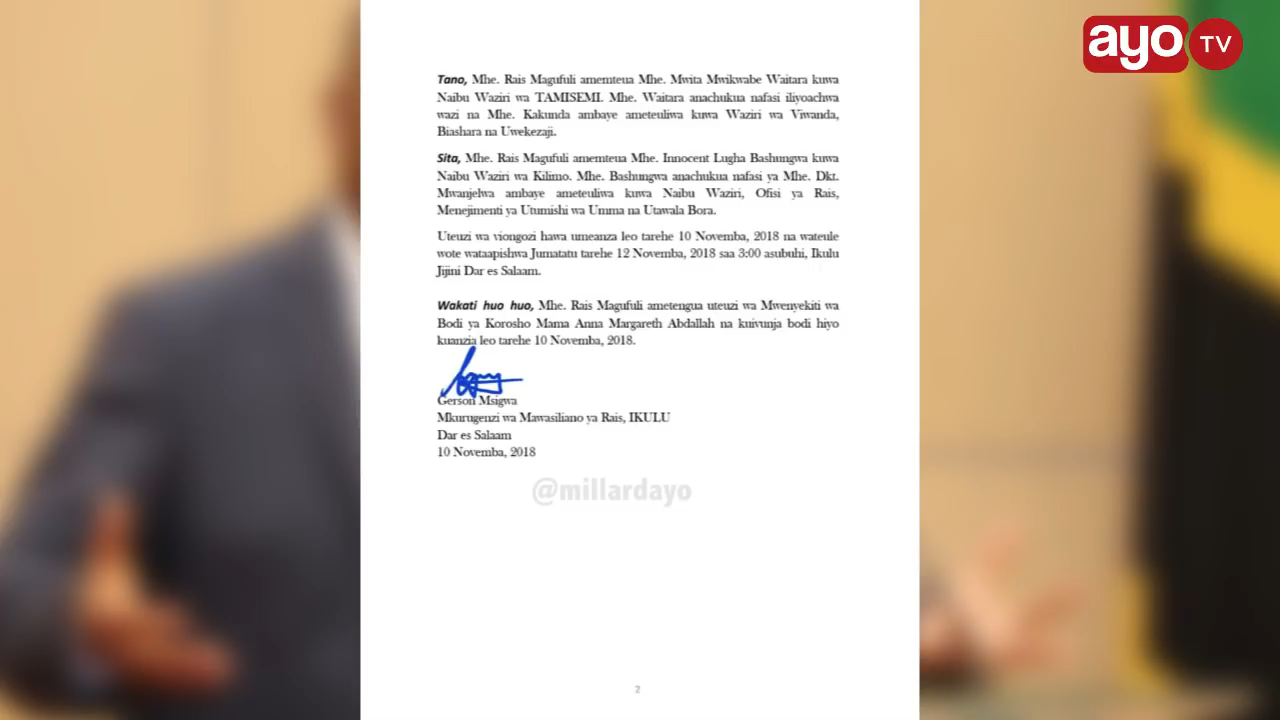 ayo TV
Tano, Mhe. Rais Magufuli amemteua Mhe. Mwita Mwikwabe Waitara kuwa
Naibu Waziri wa TAMISEMI. Mhe. Waitara anachukua nafasi iliyoachwa
wazi na Mhe. Kakunda ambaye ameteuliwa kuwa Waziri wa Viwanda,
Biashara na Uwekezaji.
Sita, Mhe. Rais Magufuli amemteua Mhe. Innocent Lugha Bashungwa kuwa
Naibu Waziri wa Kilimo. Mhe. Bashungwa anachukua nafasi ya Mhe. Dkt.
Mwanjelwa ambaye ameteuliwa kuwa Naibu Waziri, Ofisi ya Rais,
Menejimenti ya Utumishi wa Umma na Utawala Bora.
Uteuzi wa viongozi hawa umeanza leo tarehe 10 Novemba, 2018 na wateule
wote wataapishwa Jumatatu tarehe 12 Novemba, 2018 saa 3:00 asubuhi, Ikulu
Jijini Dar es Salaam.
Wakati huo huo, Mhe. Rais Magufuli ametengua uteuzi wa Mwenyekiti wa
Bodi ya Korosho Mama Anna Margareth Abdallah na kuivunja bodi hiyo
kuanzia leo tarehe 10 Novemba, 2018.
Gerson Msigwa
Mkurugenzi wa Mawasiliano ya Rais, IKULU
Dar es Salaam
10 Novemba, 2018
@millardayo
2